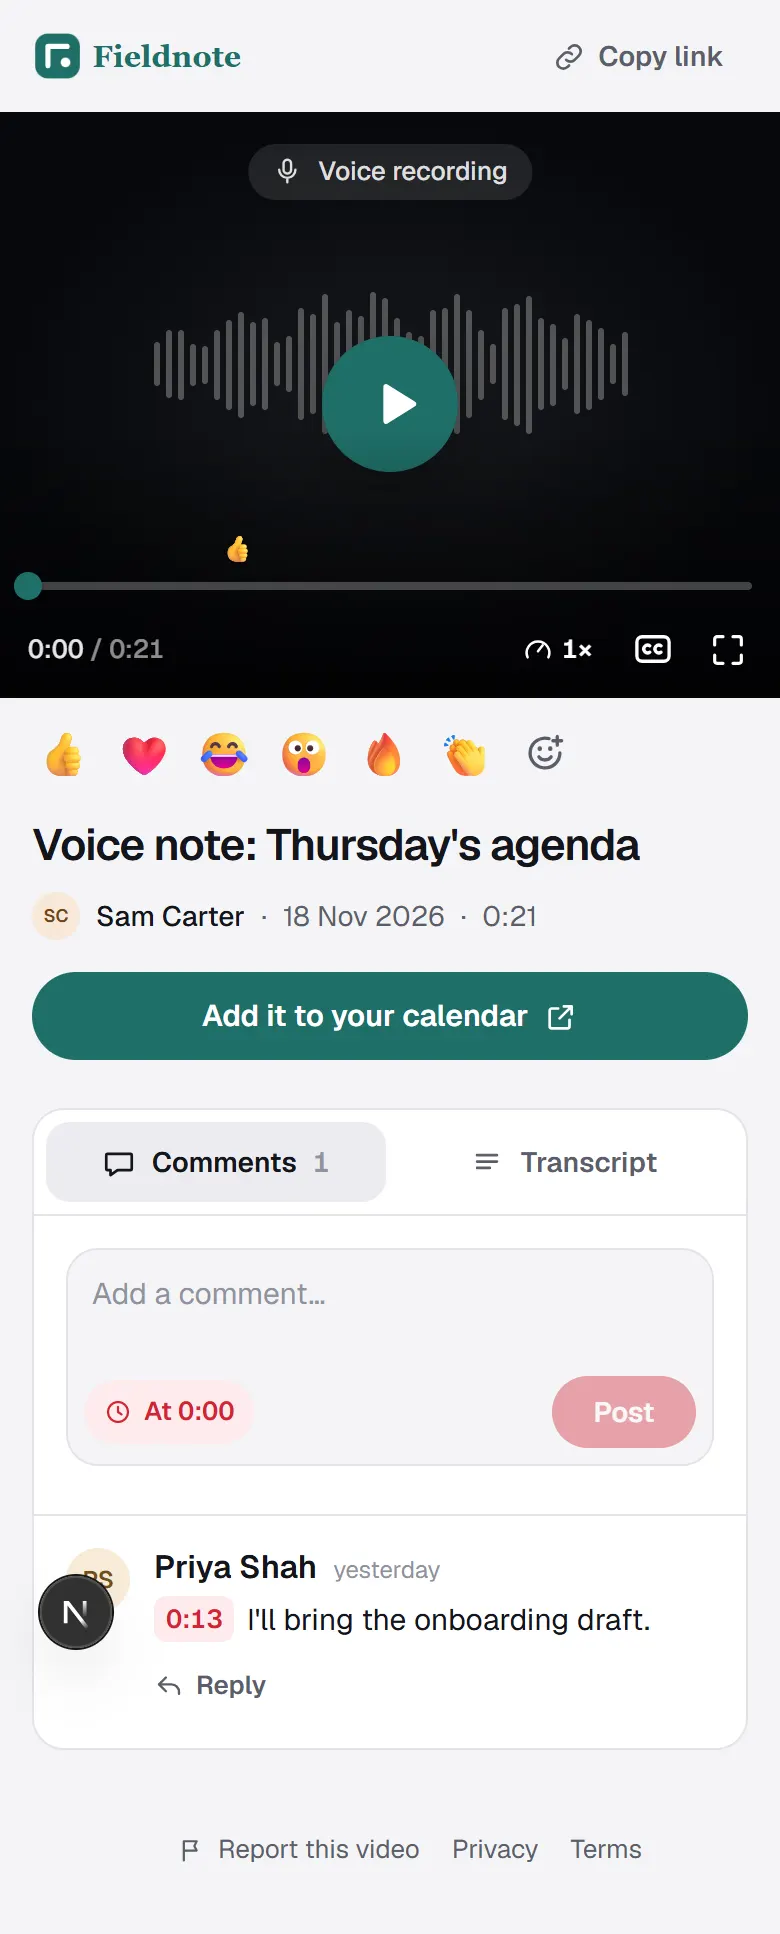 Fieldnote
Copy link
Voice recording
0:00 / 0:21
1×
CC
Voice note: Thursday's agenda
SC Sam Carter · 18 Nov 2026 · 0:21
Add it to your calendar
Comments 1
Transcript
Add a comment…
At 0:00
Post
Priya Shah yesterday
0:13 I'll bring the onboarding draft.
N
Reply
Report this video
Privacy
Terms